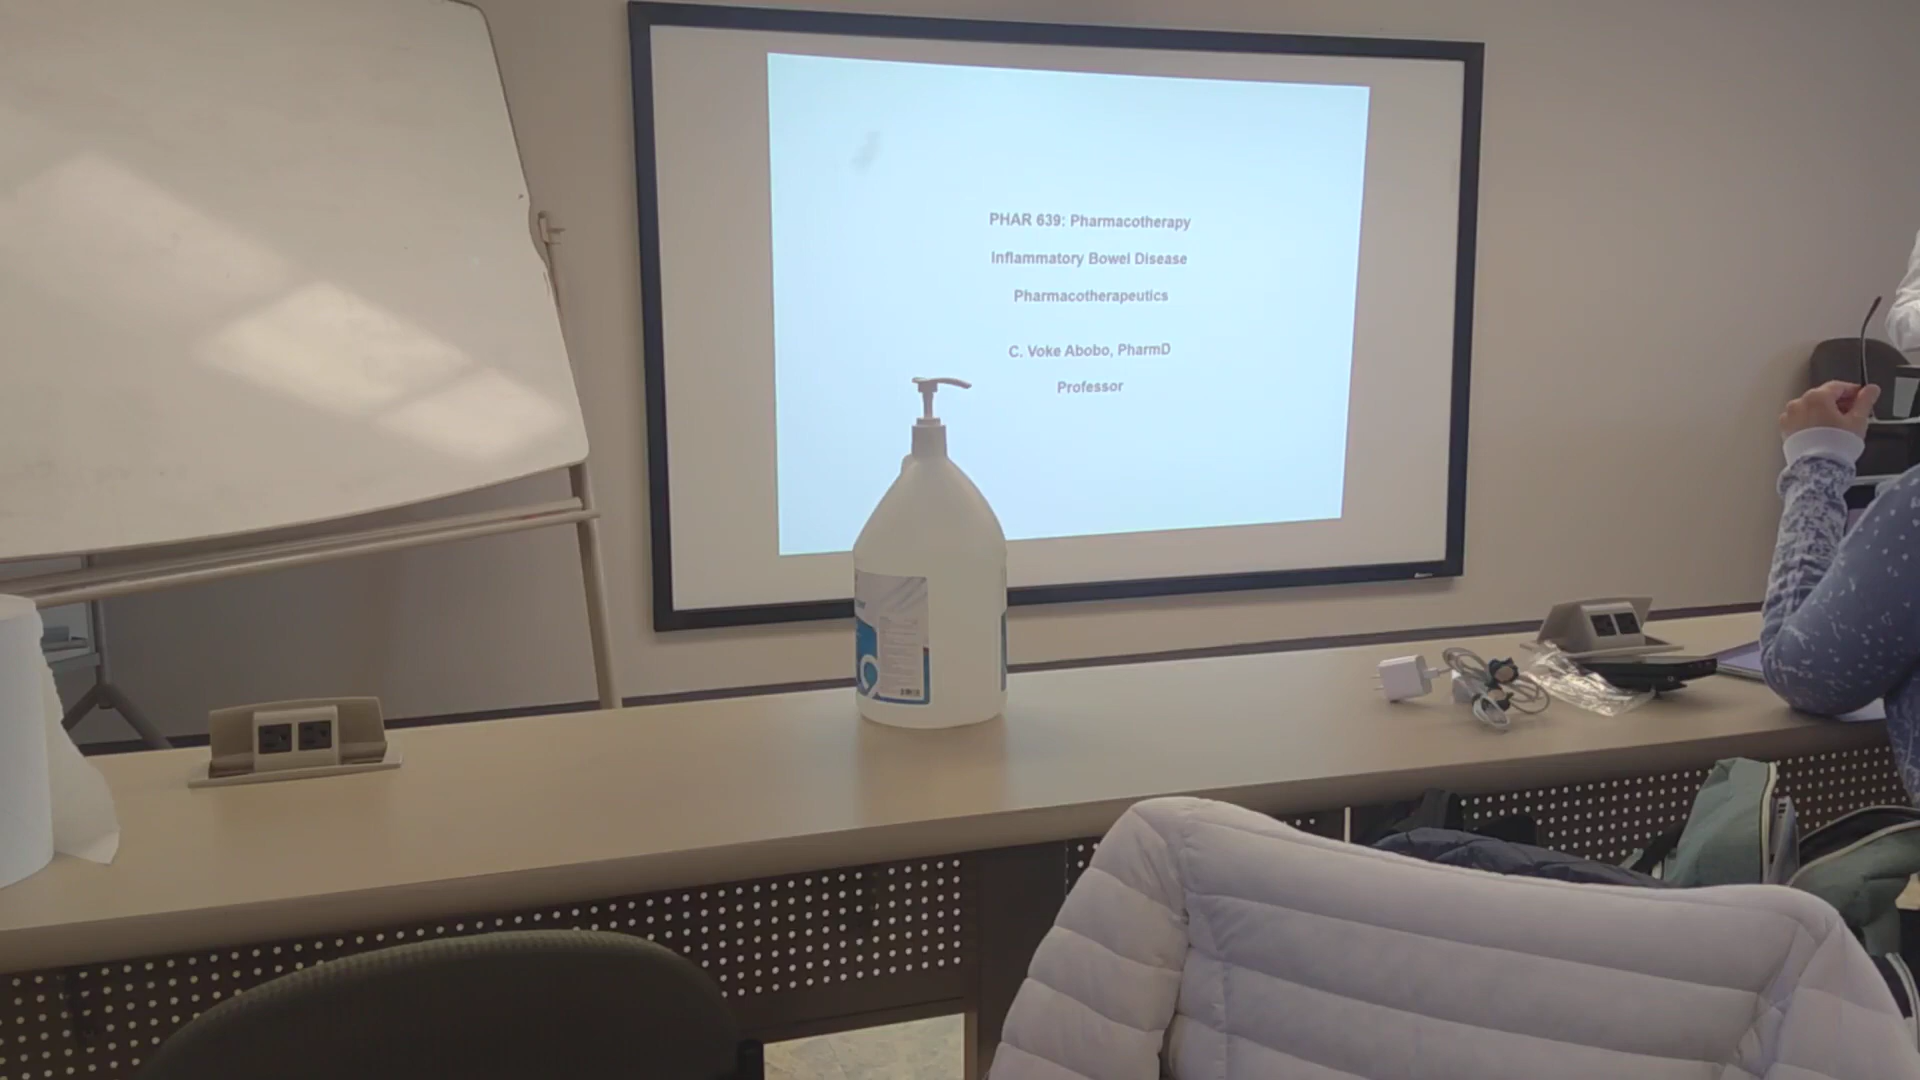 PHAR 639: Pharmacotherapy
Inflammatory Bowel Disease
Pharmacotherapeutics
C. Voke Abobo, PharmD
Professor